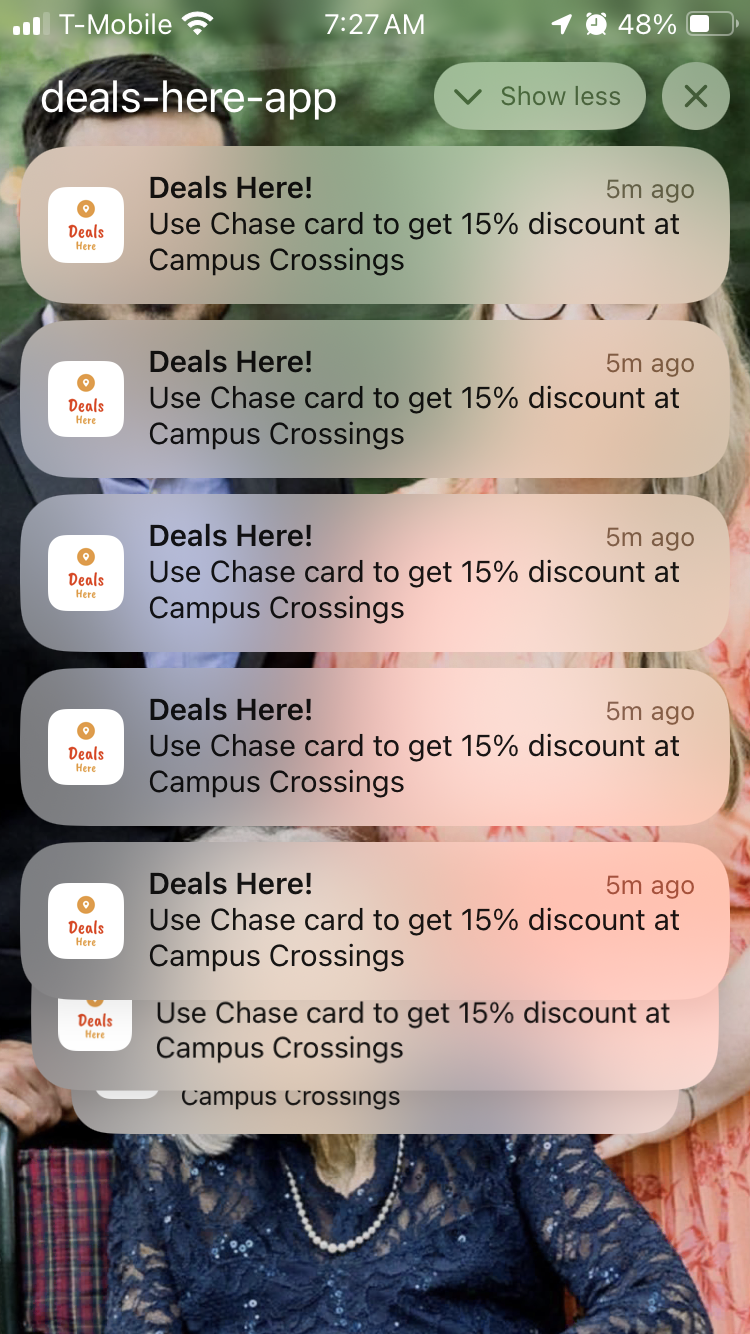 T-Mobile 7:27 AM 48%
deals-here-app Show less
Deals Here! 5m ago
Use Chase card to get 15% discount at
Campus Crossings
Deals
Here
Deals Here! 5m ago
Use Chase card to get 15% discount at
Campus Crossings
Deals
Here
Deals Here! 5m ago
Use Chase card to get 15% discount at
Campus Crossings
Deals
Here
Deals Here! 5m ago
Use Chase card to get 15% discount at
Campus Crossings
Deals
Here
Deals Here! 5m ago
Use Chase card to get 15% discount at
Campus Crossings
Deals
Here
Use Chase card to get 15% discount at
Campus Crossings
Deals
Here
Campus Crossings